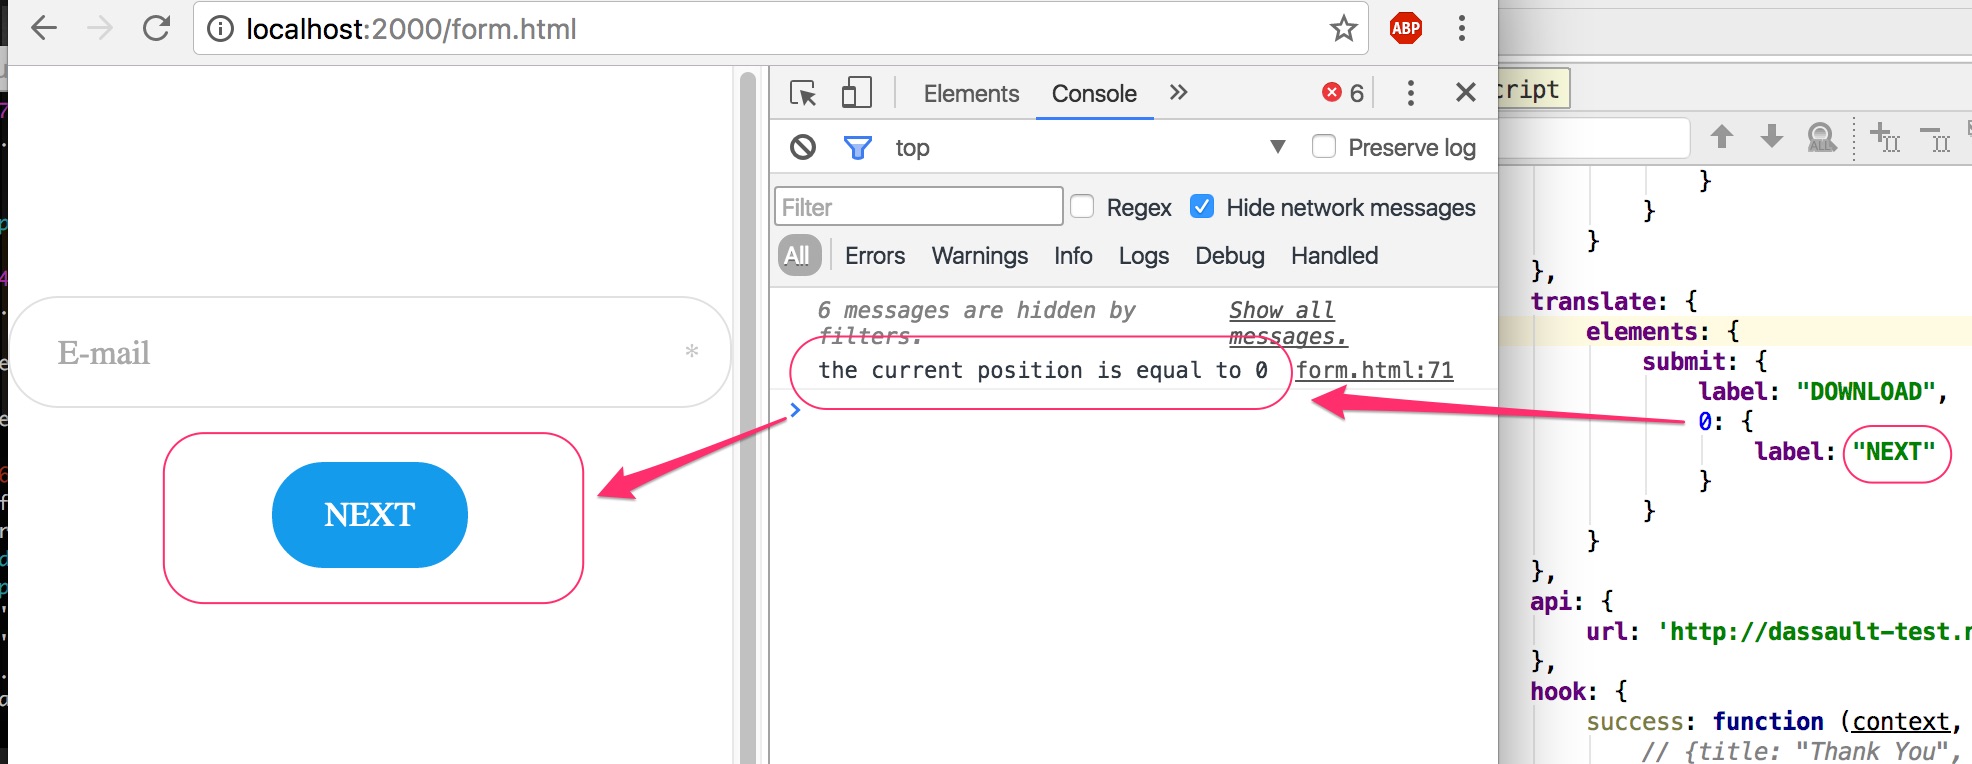 localhost:2000/form.html
ABP
Elements Console » 6
top Preserve log
Filter Regex Hide network messages
All Errors Warnings Info Logs Debug Handled
6 messages are hidden by filters. Show all messages.
the current position is equal to 0 form.html:71
>
E-mail *
NEXT
cript
ALL
}
}
}
},
translate: {
elements: {
submit: {
label: "DOWNLOAD",
0: {
label: "NEXT"
}
}
}
},
api: {
url: 'http://dassault-test.
},
hook: {
success: function (context,
// {title: "Thank You",